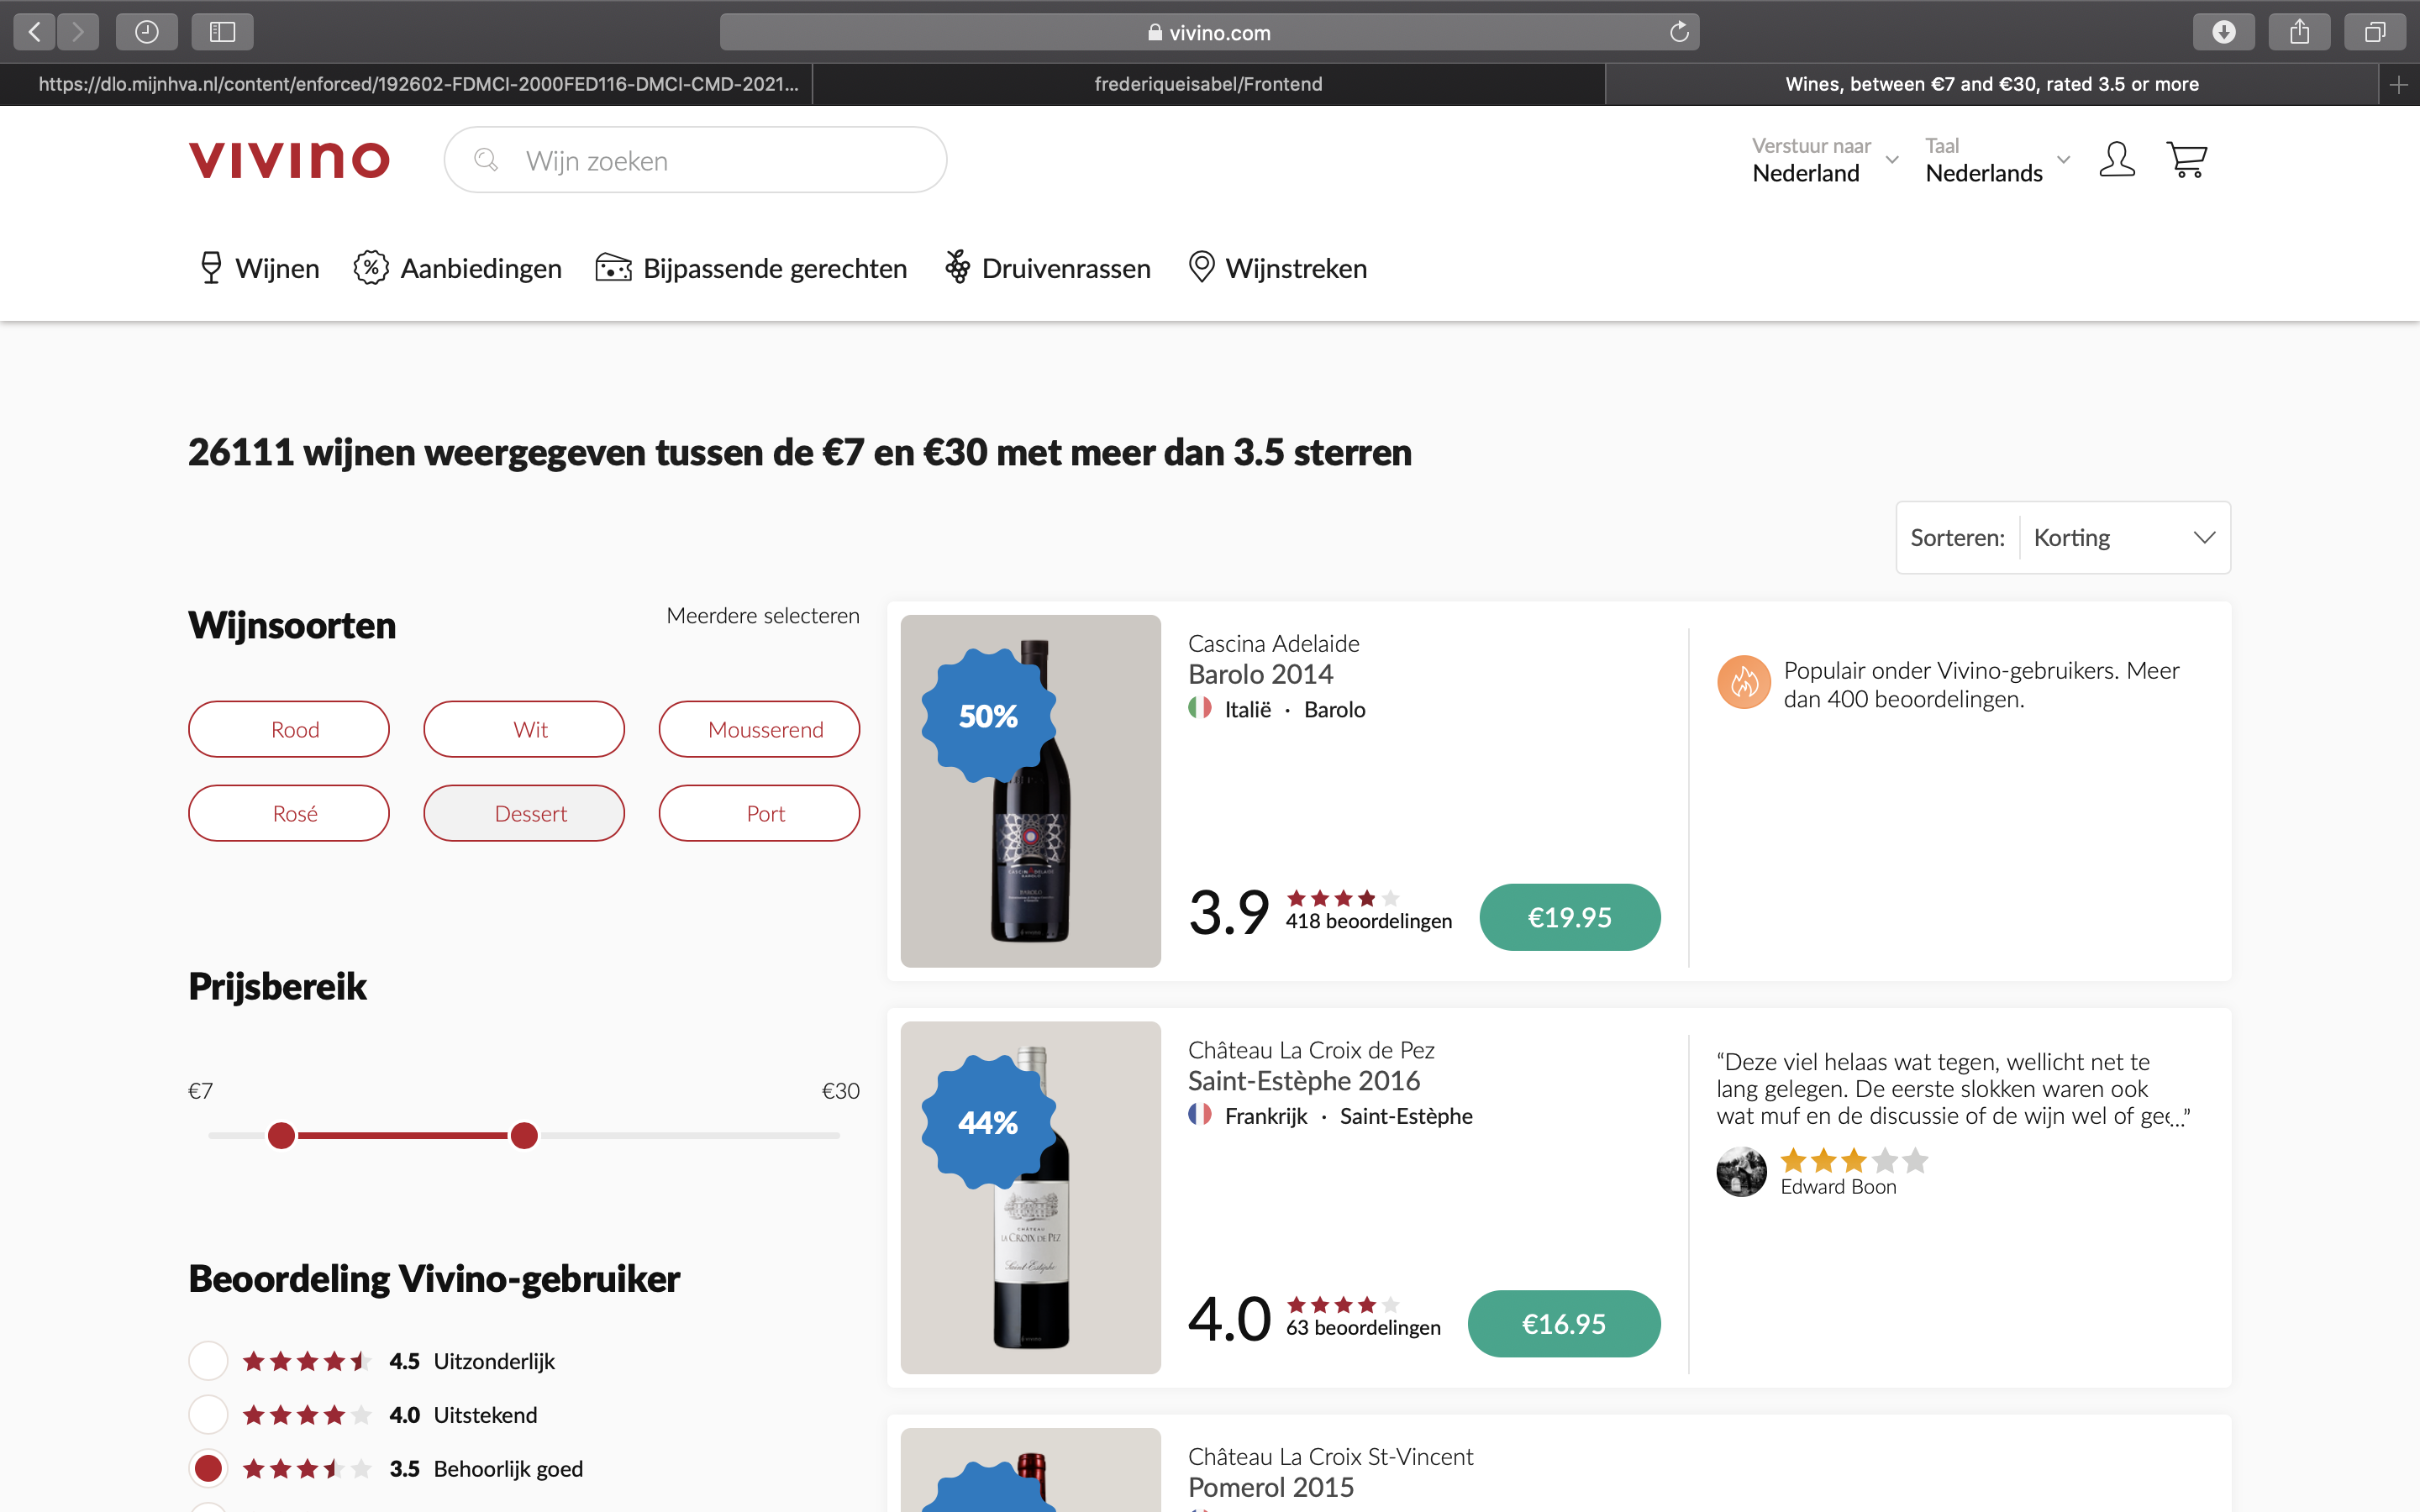 vivino.com
https://dlo.mijnhva.nl/content/enforced/192602-FDMCI-2000FED116-DMCI-CMD-2021...
frederiqueisabel/Frontend
Wines, between €7 and €30, rated 3.5 or more
VIVINO
Wijn zoeken
Verstuur naar
Nederland
Taal
Nederlands
Wijnen
Aanbiedingen
Bijpassende gerechten
Druivenrassen
Wijnstreken
26111 wijnen weergegeven tussen de €7 en €30 met meer dan 3.5 sterren
Sorteren:
Korting
Wijnsoorten
Meerdere selecteren
Rood
Wit
Mousserend
Rosé
Dessert
Port
Prijsbereik
€7
€30
Beoordeling Vivino-gebruiker
4.5 Uitzonderlijk
4.0 Uitstekend
3.5 Behoorlijk goed
50%
BAROLO
Cascina Adelaide
Barolo 2014
Italië · Barolo
3.9
418 beoordelingen
€19.95
Populair onder Vivino-gebruikers. Meer
dan 400 beoordelingen.
44%
CHÂTEAU
LA CROIX DE PEZ
Saint-Estèphe
Château La Croix de Pez
Saint-Estèphe 2016
Frankrijk · Saint-Estèphe
4.0
63 beoordelingen
€16.95
“Deze viel helaas wat tegen, wellicht net te
lang gelegen. De eerste slokken waren ook
wat muf en de discussie of de wijn wel of gee...”
Edward Boon
Château La Croix St-Vincent
Pomerol 2015